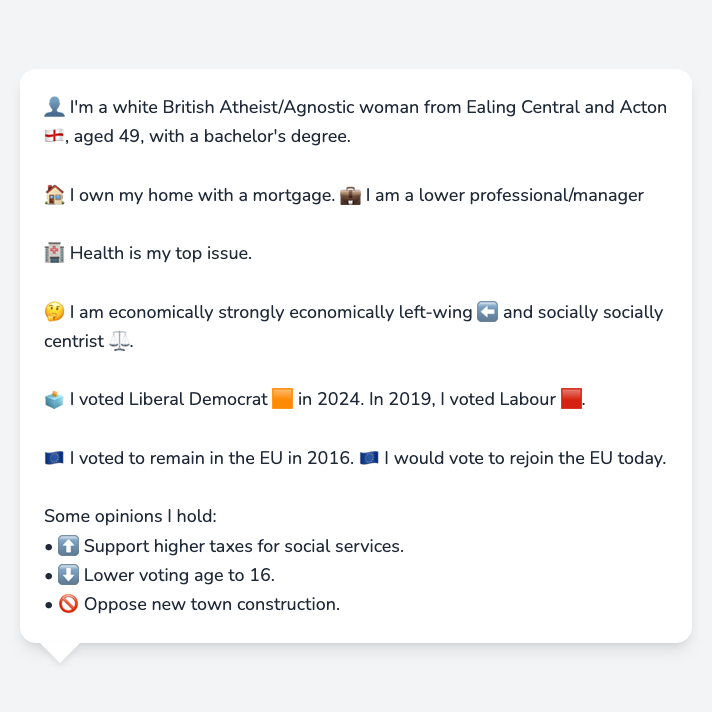 👤 I'm a white British Atheist/Agnostic woman from Ealing Central and Acton
🏴󠁧󠁢󠁥󠁮󠁧󠁿, aged 49, with a bachelor's degree.
🏠 I own my home with a mortgage. 💼 I am a lower professional/manager
🏥 Health is my top issue.
🤔 I am economically strongly economically left-wing ⬅️ and socially socially
centrist ⚖️.
🗳️ I voted Liberal Democrat 🟧 in 2024. In 2019, I voted Labour 🟥.
🇪🇺 I voted to remain in the EU in 2016. 🇪🇺 I would vote to rejoin the EU today.
Some opinions I hold:
• ⬆️ Support higher taxes for social services.
• ⬇️ Lower voting age to 16.
• 🚫 Oppose new town construction.